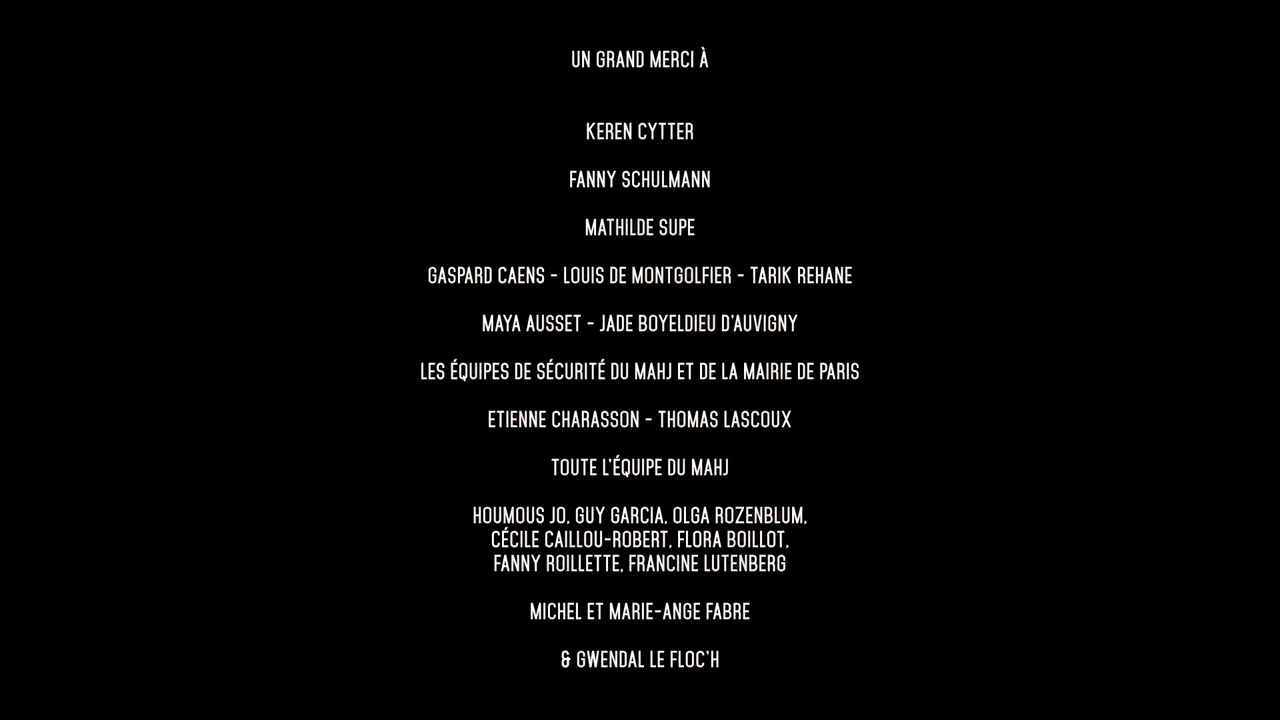 UN GRAND MERCI À
KEREN CYTTER
FANNY SCHULMANN
MATHILDE SUPE
GASPARD CAENS - LOUIS DE MONTGOLFIER - TARIK REHANE
MAYA AUSSET - JADE BOYELDIEU D'AUVIGNY
LES ÉQUIPES DE SÉCURITÉ DU MAHJ ET DE LA MAIRIE DE PARIS
ETIENNE CHARASSON - THOMAS LASCOUX
TOUTE L'ÉQUIPE DU MAHJ
HOUMOUS JO, GUY GARCIA, OLGA ROZENBLUM,
CÉCILE CAILLOU-ROBERT, FLORA BOILLOT,
FANNY ROILLETTE, FRANCINE LUTENBERG
MICHEL ET MARIE-ANGE FABRE
& GWENDAL LE FLOC'H